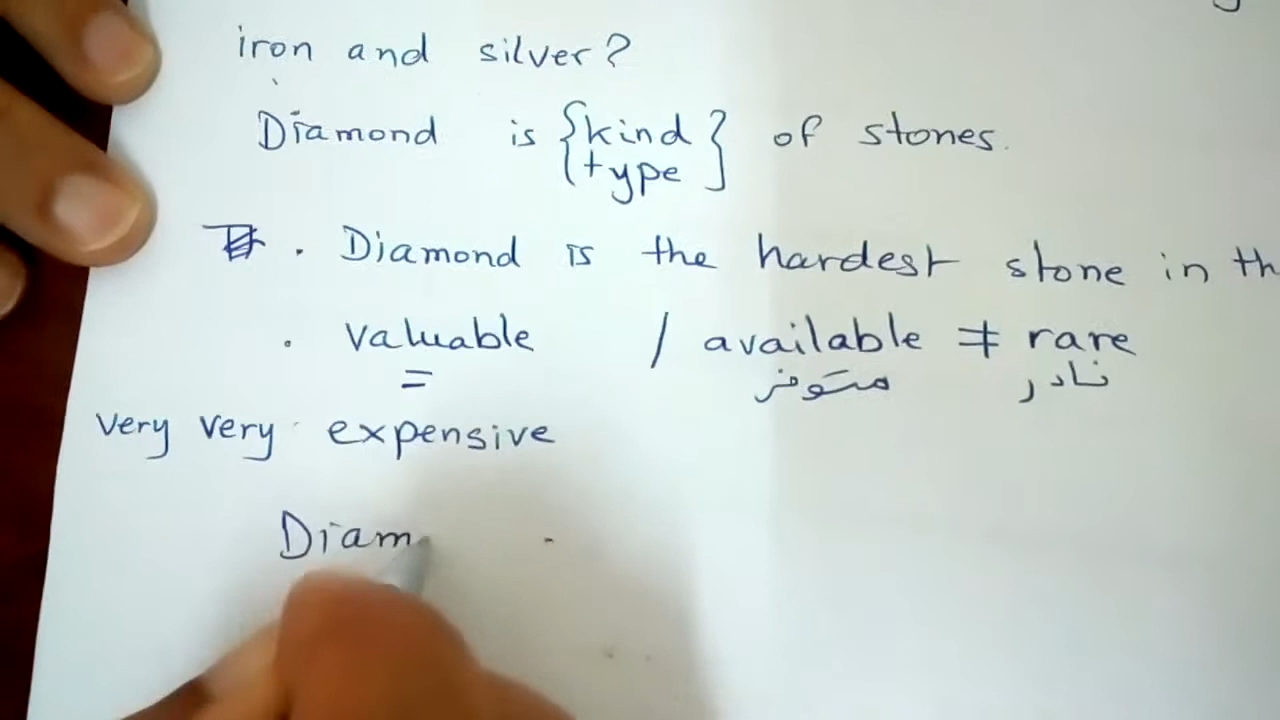 iron and silver?
Diamond is {kind} of stones.
type
. Diamond is the hardest stone in th
. valuable / available ≠ rare
= متوفر نادر
very very expensive
Diam